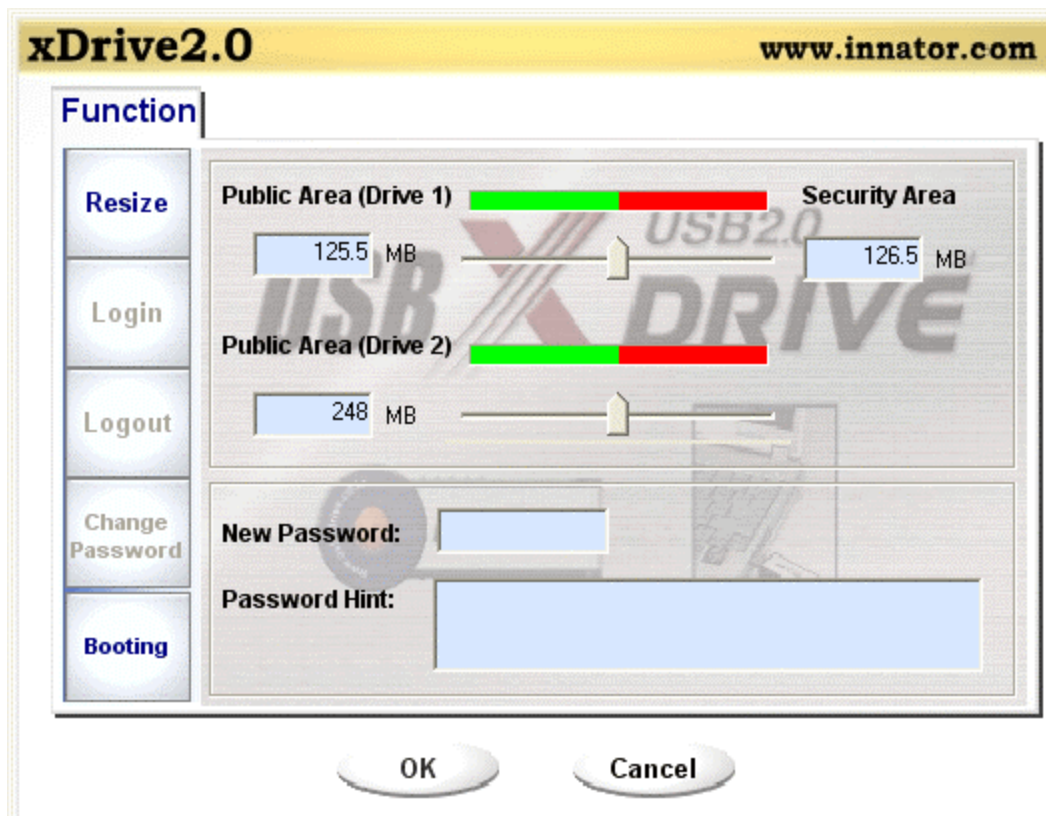 xDrive2.0 www.innator.com
Function
Resize
Login
Logout
Change
Password
Booting
Public Area (Drive 1)
Security Area
125.5 MB
126.5 MB
USB2.0
USB X DRIVE
Public Area (Drive 2)
248 MB
New Password:
Password Hint:
OK
Cancel